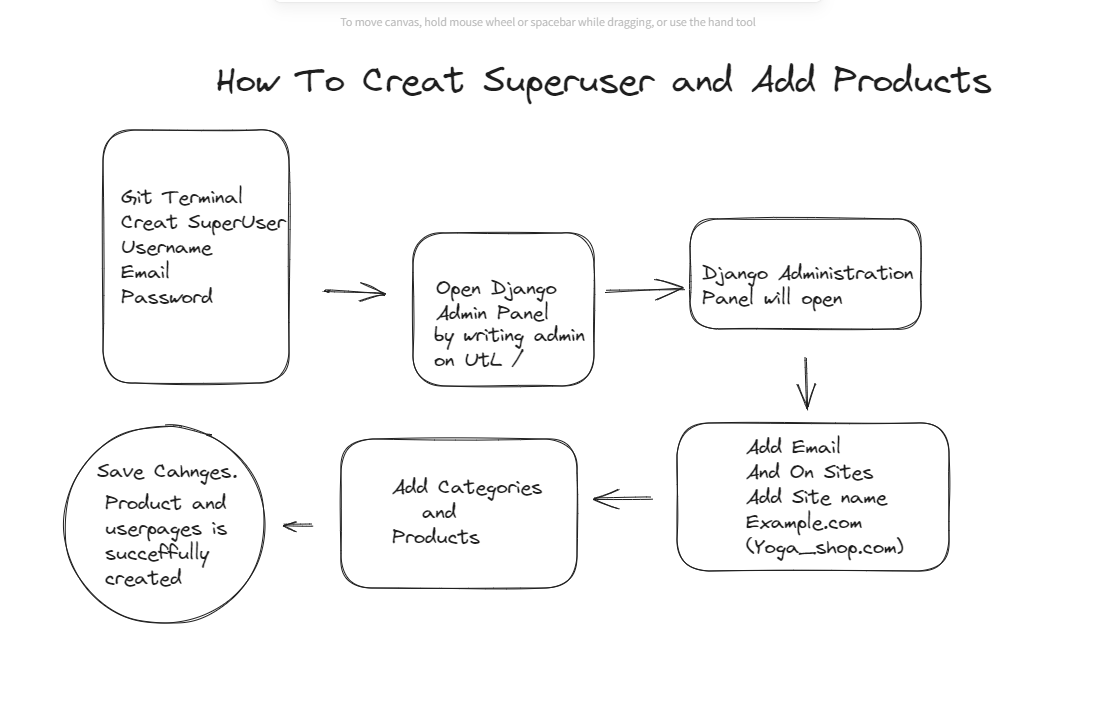 To move canvas, hold mouse wheel or spacebar while dragging, or use the hand tool
How To Creat Superuser and Add Products
Git Terminal
Creat SuperUser
Username
Email
Password
Open Django
Admin Panel
by writing admin
on UtL /
Django Administration
Panel will open
Add Email
And On Sites
Add Site name
Example.com
(Yoga_shop.com)
Add Categories
and
Products
Save Cahnges.
Product and
userpages is
succeffully
created